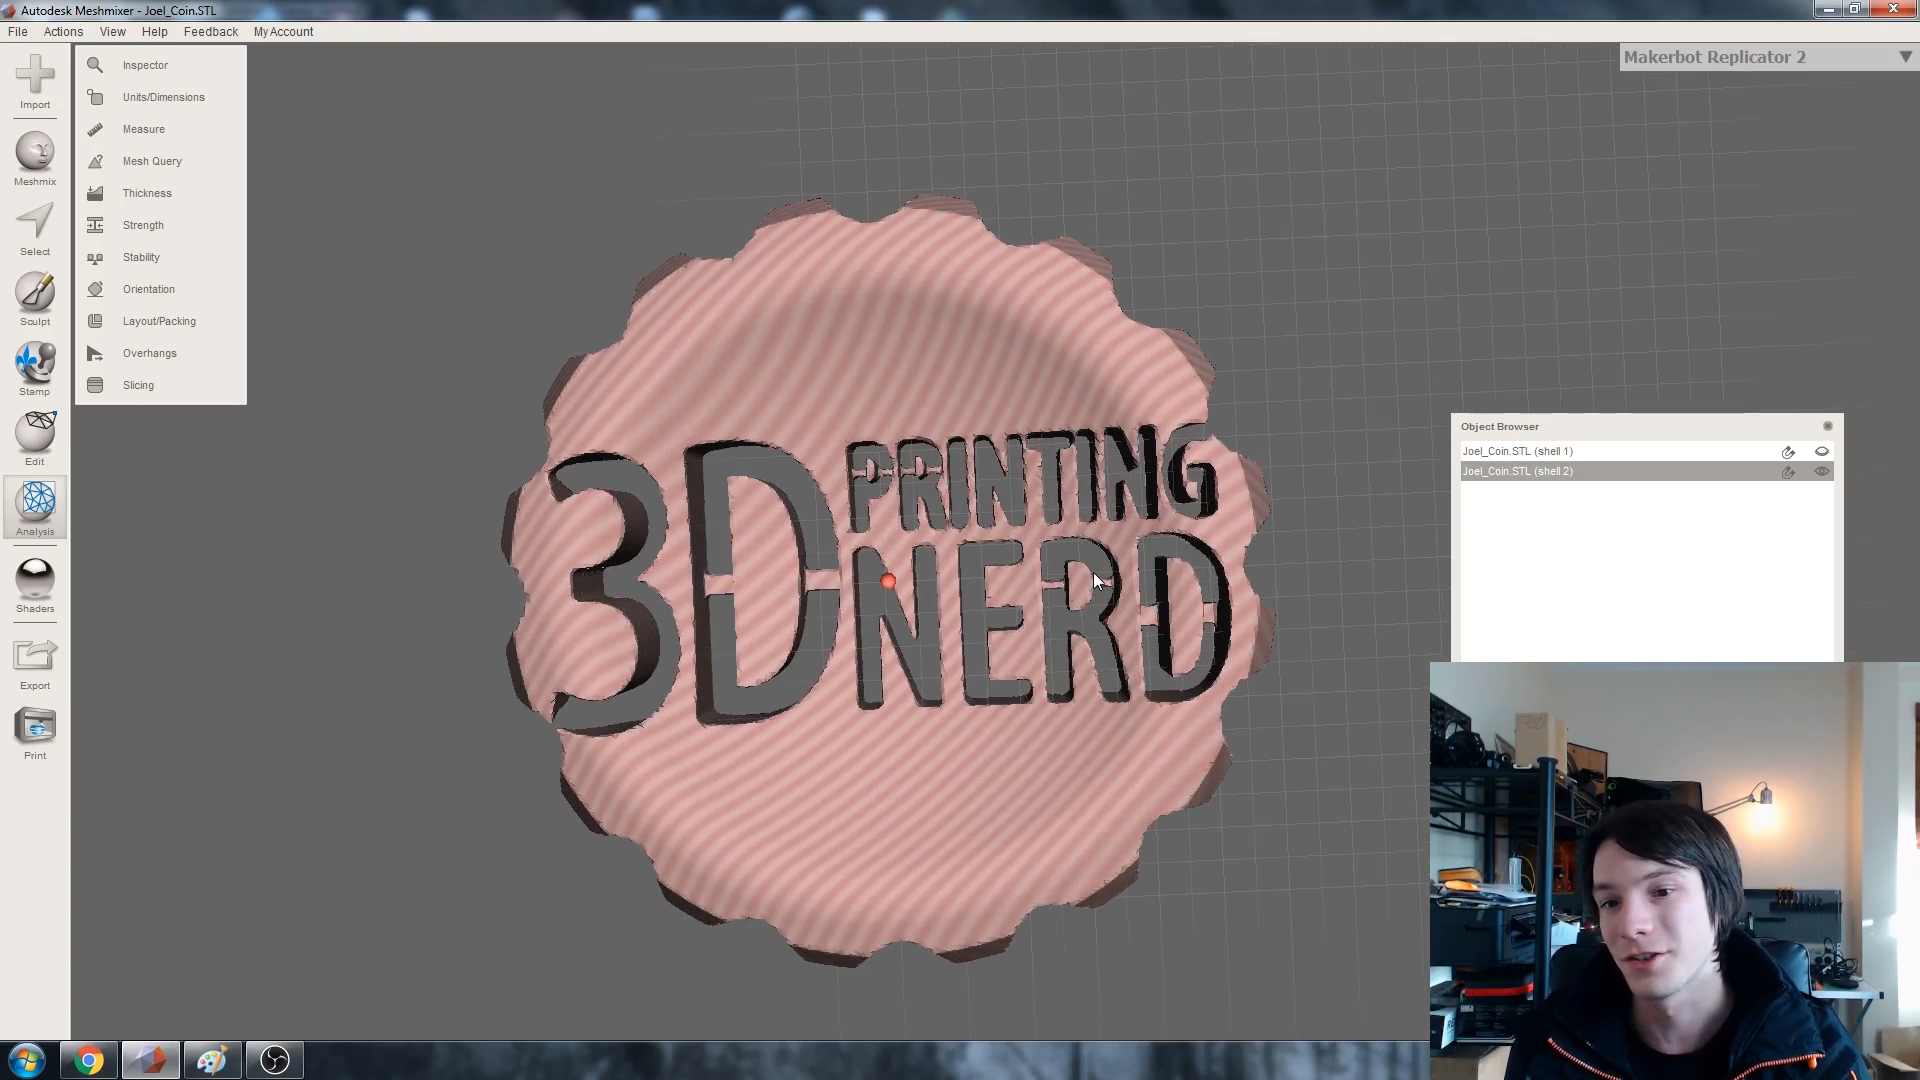 Autodesk Meshmixer - Joel_Coin.STL
File Actions View Help Feedback MyAccount
Makerbot Replicator 2
Import
Meshmix
Select
Sculpt
Stamp
Edit
Analysis
Shaders
Export
Print
Inspector
Units/Dimensions
Measure
Mesh Query
Thickness
Strength
Stability
Orientation
Layout/Packing
Overhangs
Slicing
3D PRINTING
NERD
Object Browser
Joel_Coin.STL (shell 1)
Joel_Coin.STL (shell 2)